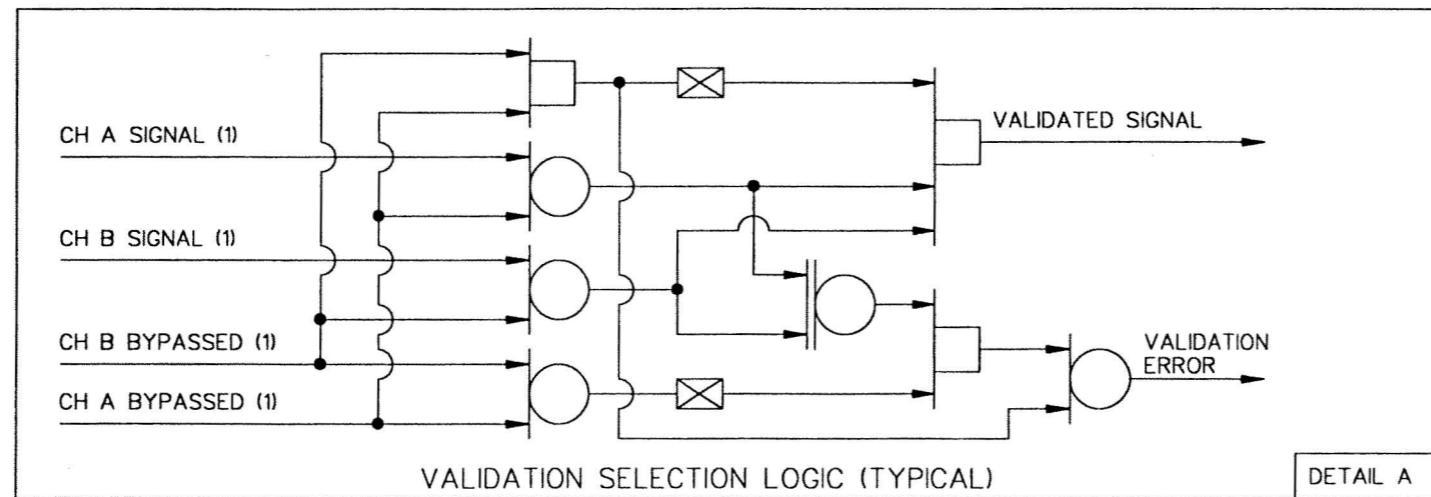 CH A SIGNAL (1)
VALIDATED SIGNAL
CH B SIGNAL (1)
CH B BYPASSED (1)
VALIDATION
ERROR
CH A BYPASSED (1)
VALIDATION SELECTION LOGIC (TYPICAL)
DETAIL A